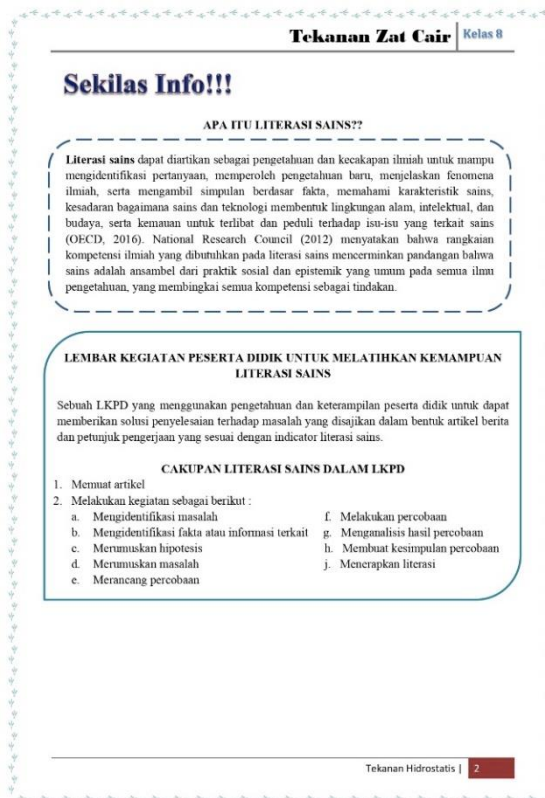 Tekanan Zat Cair Kelas 8
Sekilas Info!!!
APA ITU LITERASI SAINS??
Literasi sains dapat diartikan sebagai pengetahuan dan kecakapan ilmiah untuk mampu
mengidentifikasi pertanyaan, memperoleh pengetahuan baru, menjelaskan fenomena
ilmiah, serta mengambil simpulan berdasar fakta, memahami karakteristik sains,
kesadaran bagaimana sains dan teknologi membentuk lingkungan alam, intelektual, dan
budaya, serta kemauan untuk terlibat dan peduli terhadap isu-isu yang terkait sains
(OECD, 2016). National Research Council (2012) menyatakan bahwa rangkaian
kompetensi ilmiah yang dibutuhkan pada literasi sains mencerminkan pandangan bahwa
sains adalah ansambel dari praktik sosial dan epistemik yang umum pada semua ilmu
pengetahuan, yang membingkai semua kompetensi sebagai tindakan.
LEMBAR KEGIATAN PESERTA DIDIK UNTUK MELATIHKAN KEMAMPUAN
LITERASI SAINS
Sebuah LKPD yang menggunakan pengetahuan dan keterampilan peserta didik untuk dapat
memberikan solusi penyelesaian terhadap masalah yang disajikan dalam bentuk artikel berita
dan petunjuk pengerjaan yang sesuai dengan indicator literasi sains.
CAKUPAN LITERASI SAINS DALAM LKPD
1. Memuat artikel
2. Melakukan kegiatan sebagai berikut :
a. Mengidentifikasi masalah
b. Mengidentifikasi fakta atau informasi terkait
c. Merumuskan hipotesis
d. Merumuskan masalah
e. Merancang percobaan
f. Melakukan percobaan
g. Menganalisis hasil percobaan
h. Membuat kesimpulan percobaan
j. Menerapkan literasi
Tekanan Hidrostatis | 2